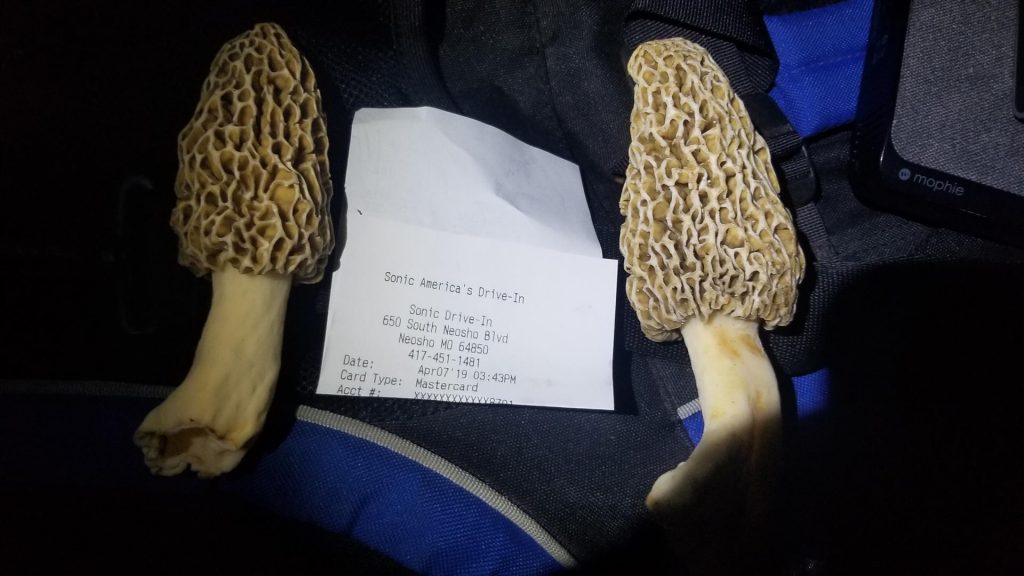 Sonic America's Drive-In
Sonic Drive-In
650 South Neosho Blvd
Neosho MO 64850
417-451-1481
Date: Apr07'19 03:43PM
Card Type: Mastercard
Acct #: XXXXXXXXXXXX8701
mophie